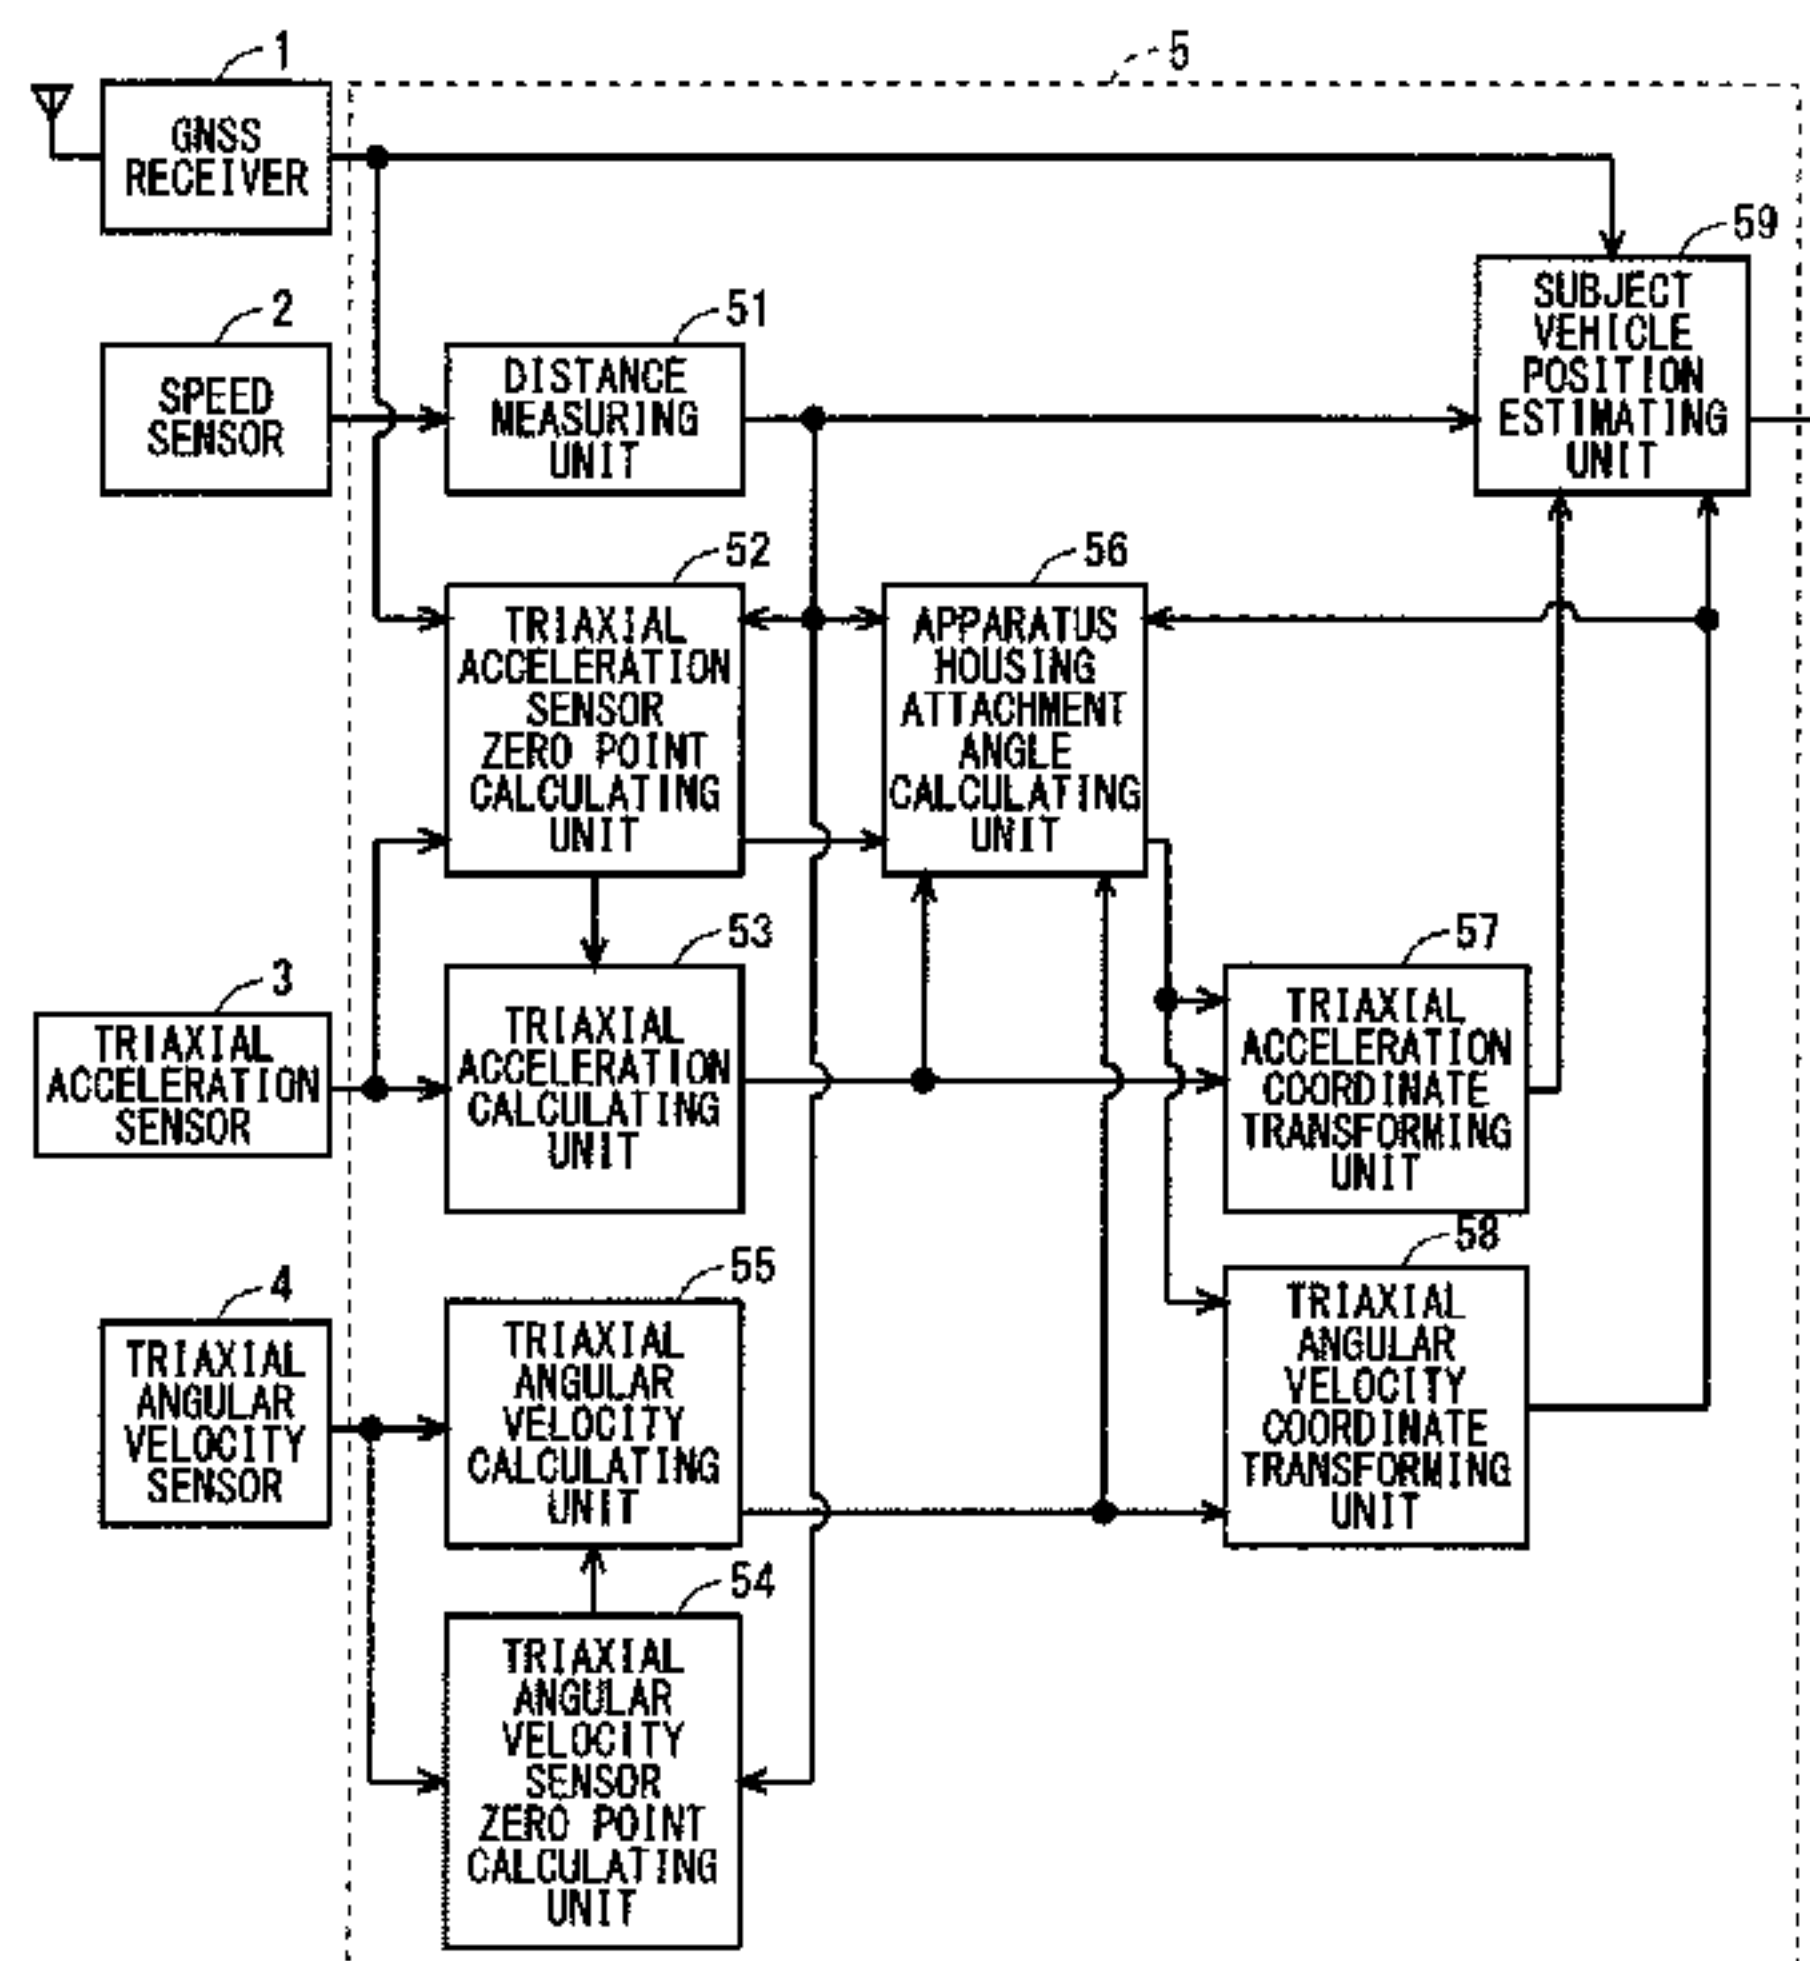 1
5
GNSS
RECEIVER
59
2
51
SUBJECT
VEHICLE
POSITION
ESTIMATING
UNIT
SPEED
SENSOR
DISTANCE
MEASURING
UNIT
52
56
TRIAXIAL
ACCELERATION
SENSOR
ZERO POINT
CALCULATING
UNIT
APPARATUS
HOUSING
ATTACHMENT
ANGLE
CALCULATING
UNIT
53
57
3
TRIAXIAL
ACCELERATION
SENSOR
TRIAXIAL
ACCELERATION
CALCULATING
UNIT
TRIAXIAL
ACCELERATION
COORDINATE
TRANSFORMING
UNIT
58
55
4
TRIAXIAL
ANGULAR
VELOCITY
SENSOR
TRIAXIAL
ANGULAR
VELOCITY
CALCULATING
UNIT
TRIAXIAL
ANGULAR
VELOCITY
COORDINATE
TRANSFORMING
UNIT
54
TRIAXIAL
ANGULAR
VELOCITY
SENSOR
ZERO POINT
CALCULATING
UNIT